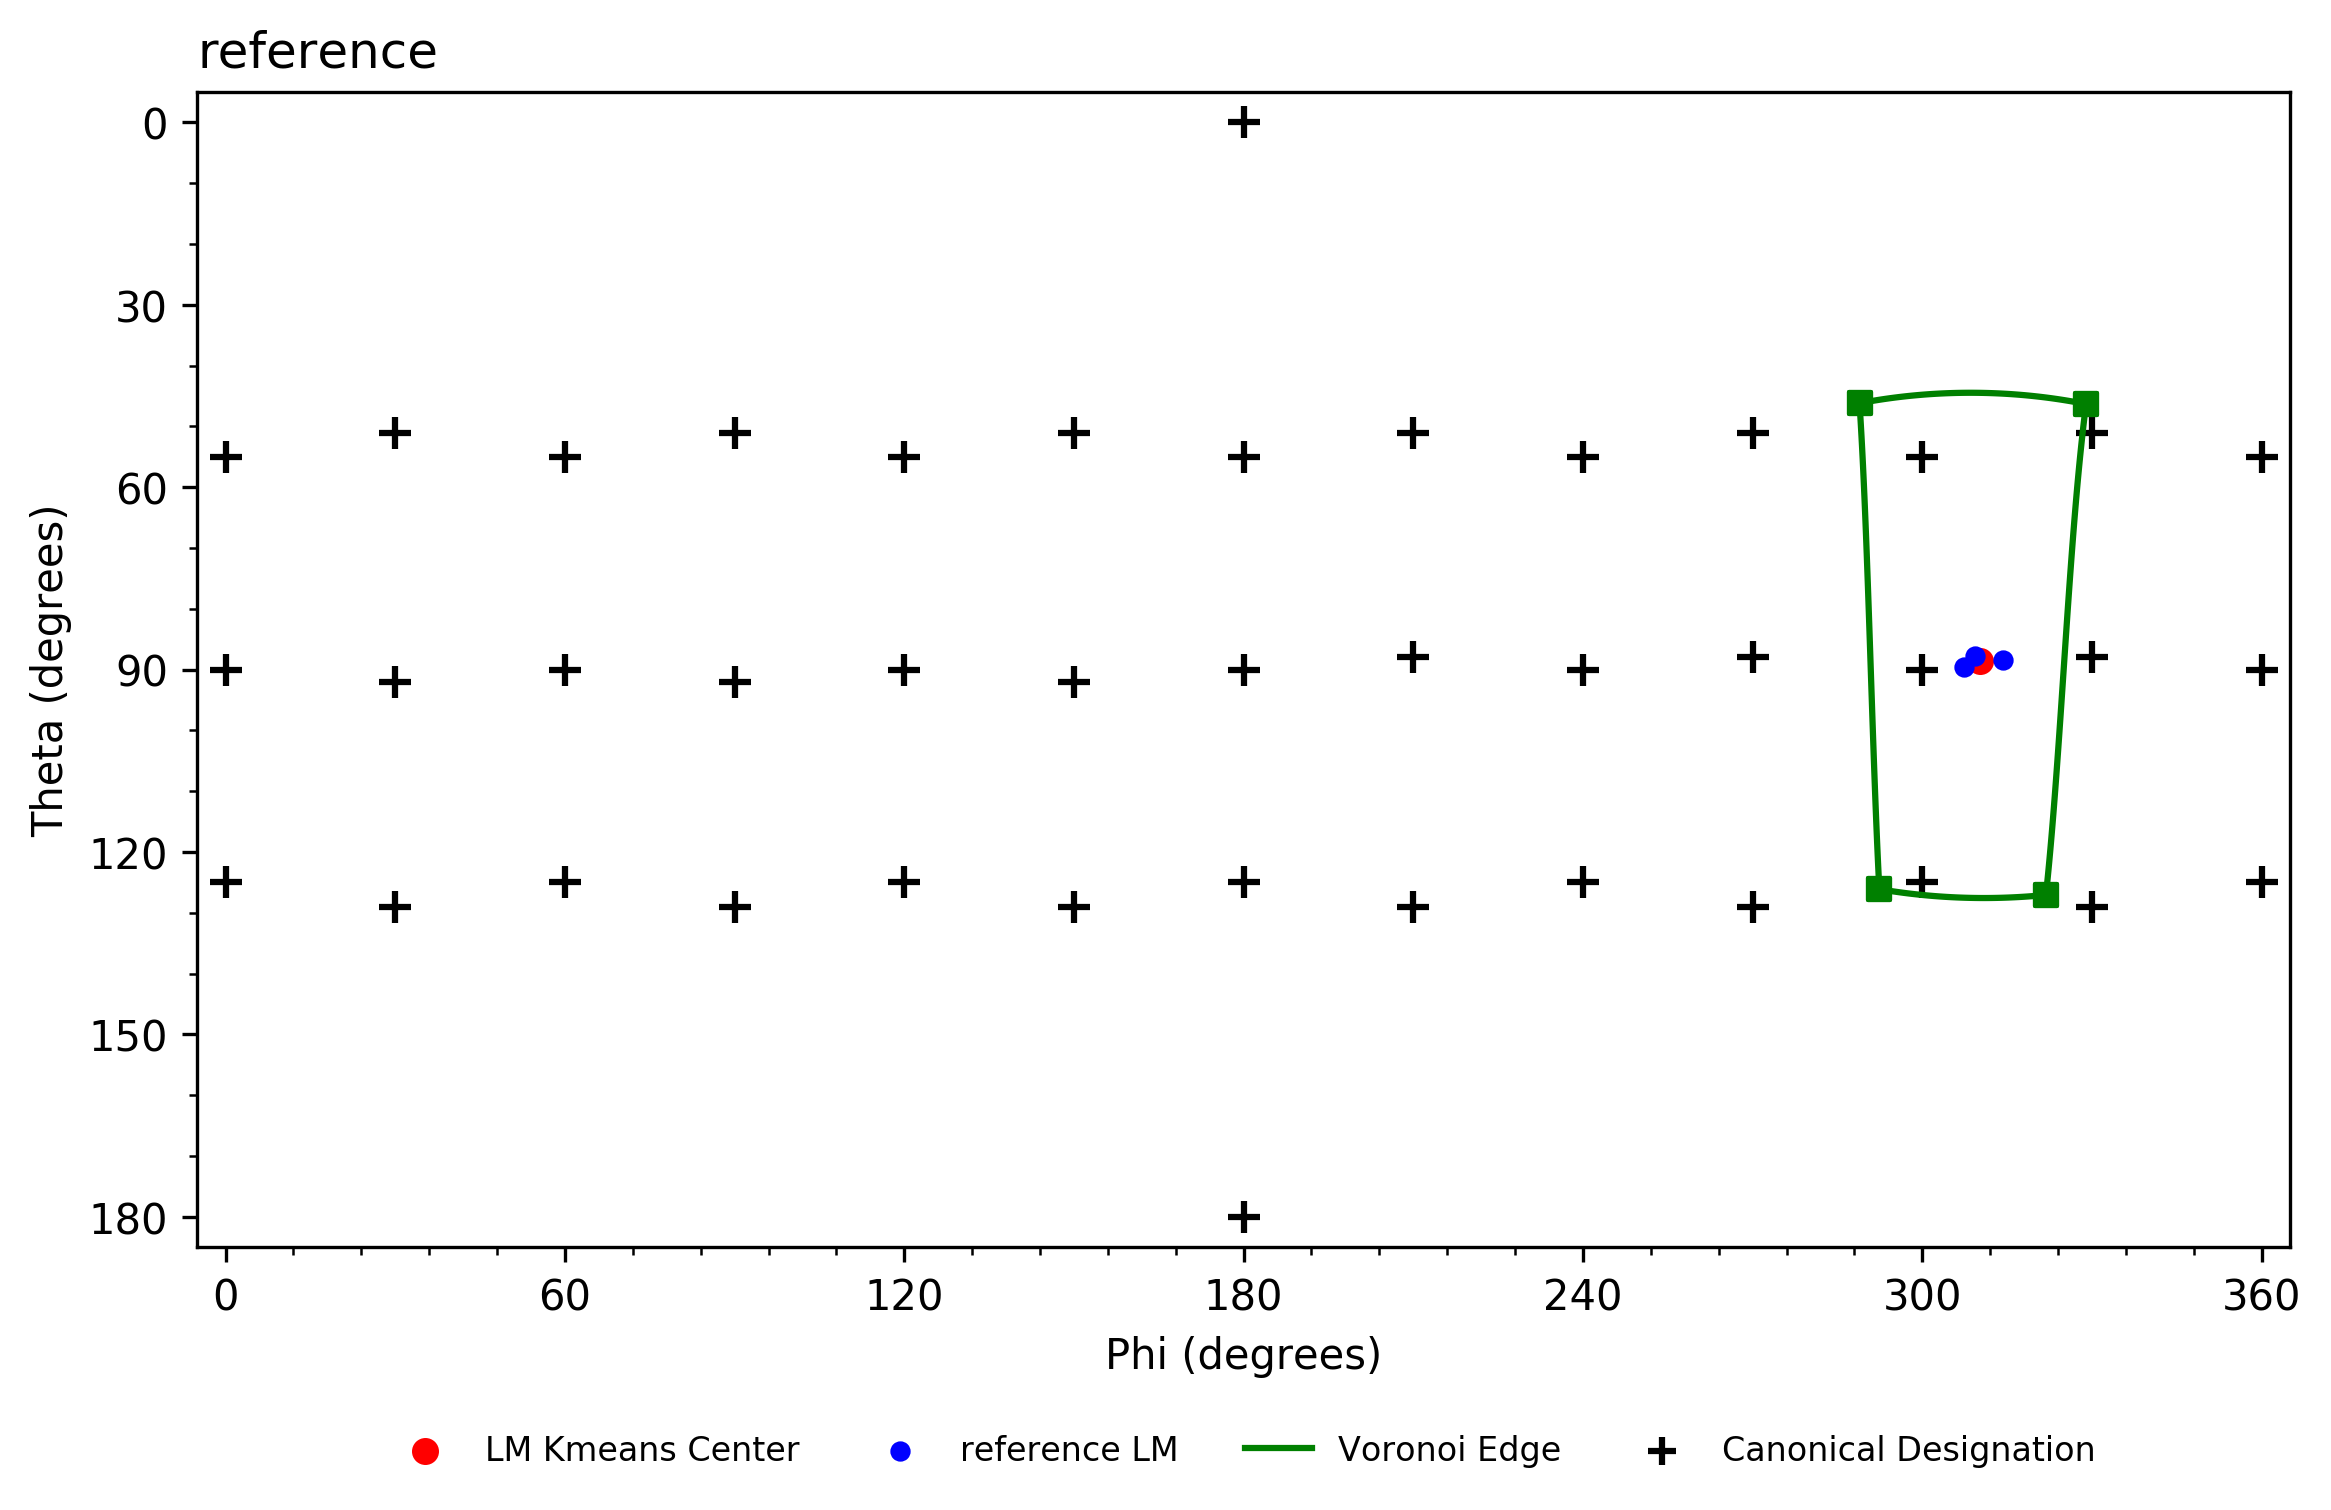 reference
0
30
60
90
120
150
180
Theta (degrees)
0 60 120 180 240 300 360
Phi (degrees)
LM Kmeans Center reference LM Voronoi Edge Canonical Designation